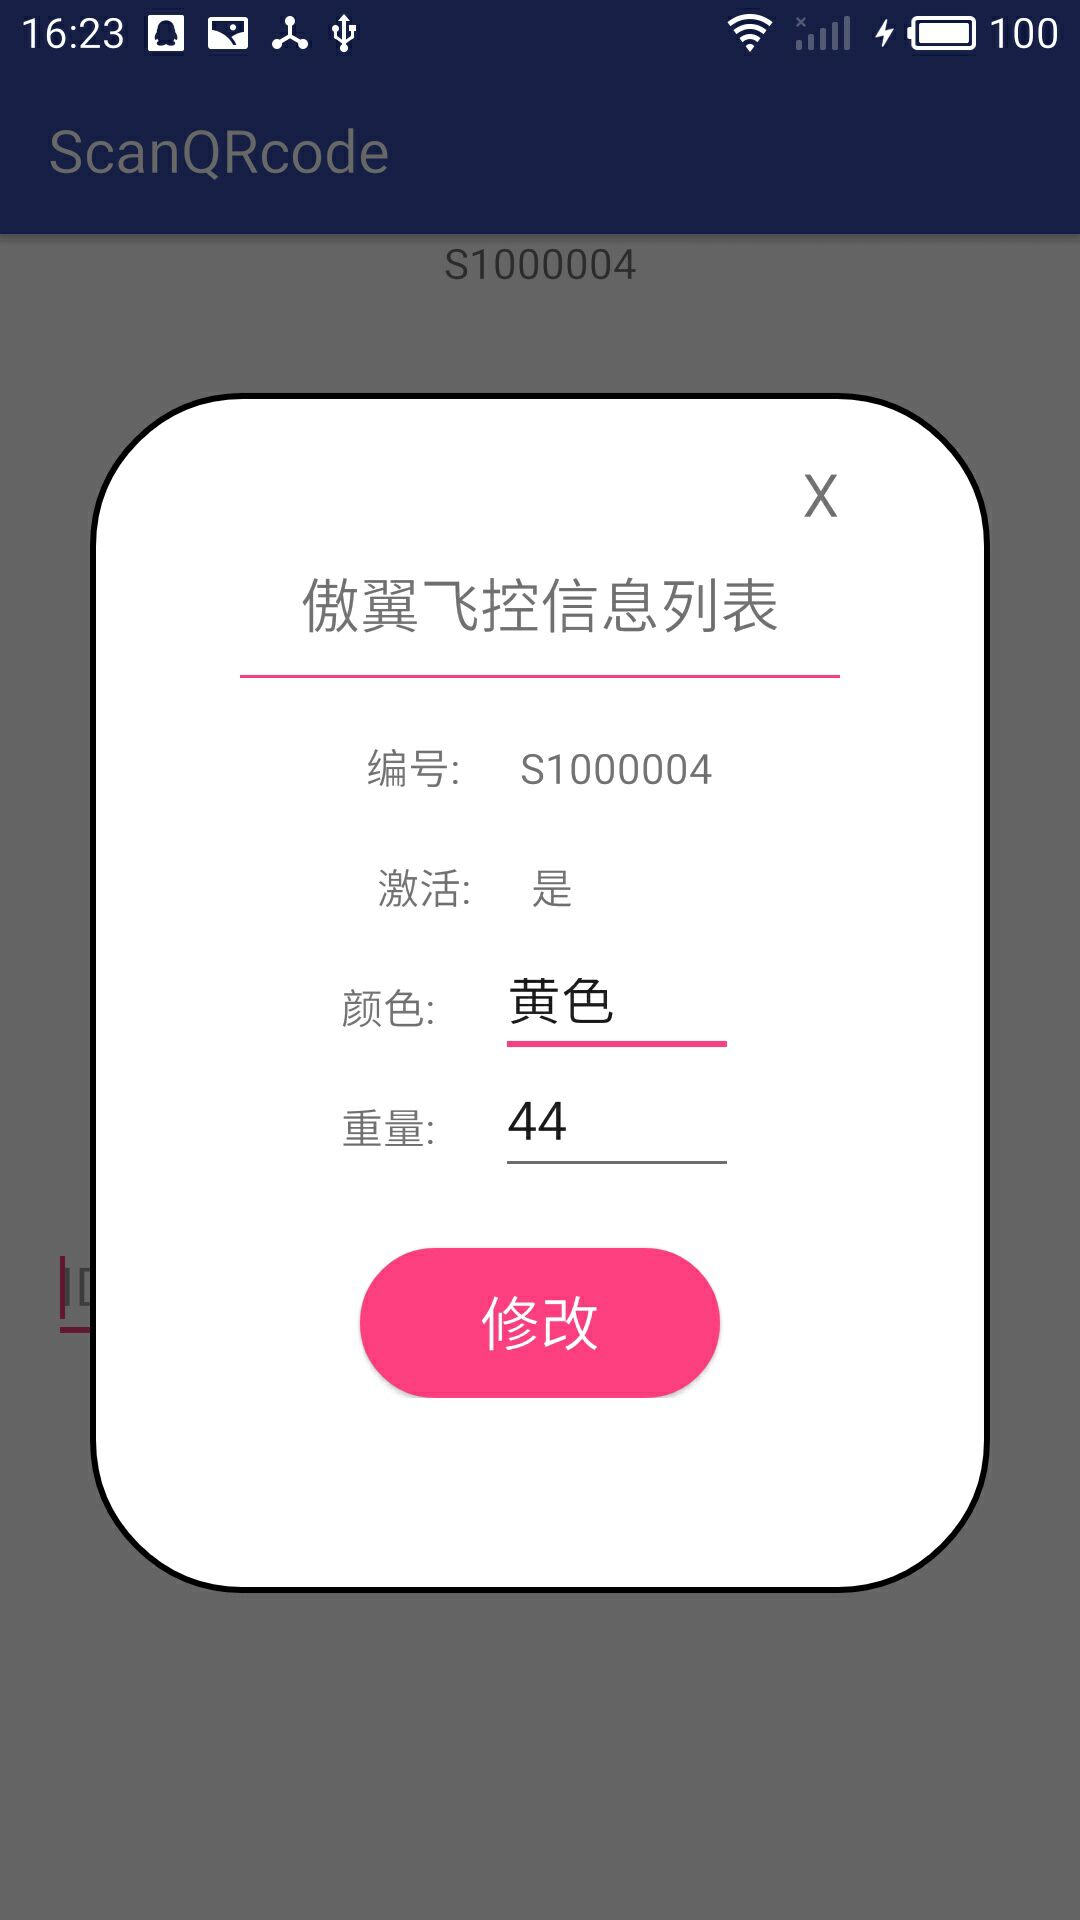 16:23 100
ScanQRcode
S1000004
X
傲翼飞控信息列表
编号: S1000004
激活: 是
颜色: 黄色
重量: 44
ID
修改